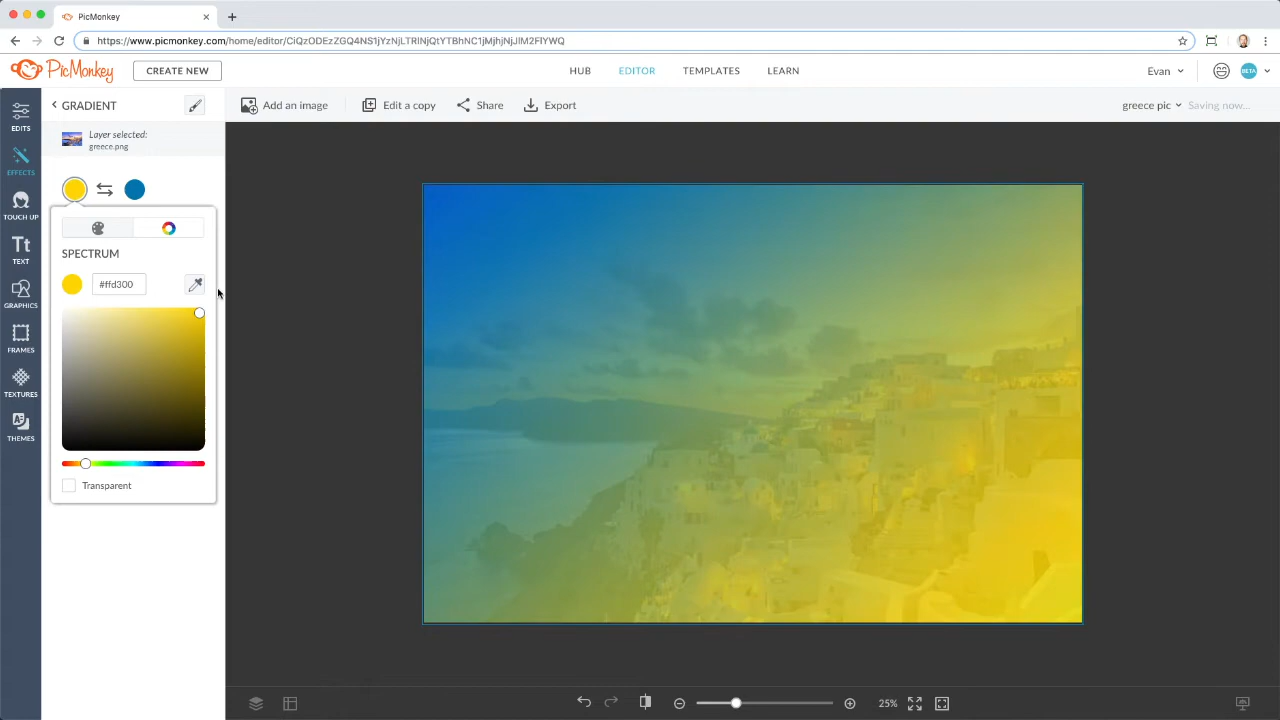 PicMonkey
https://www.picmonkey.com/home/editor/CiQzODEzZGQ4NS1jYzNjLTRlNjQtYTBhNC1jMjhjNjJlM2FlYWQ
PicMonkey
CREATE NEW
HUB
EDITOR
TEMPLATES
LEARN
Evan
BETA
GRADIENT
Add an image
Edit a copy
Share
Export
greece pic
Saving now...
Layer selected:
greece.png
EDITS
EFFECTS
TOUCH UP
Tt
TEXT
GRAPHICS
FRAMES
TEXTURES
THEMES
SPECTRUM
#ffd300
Transparent
25%